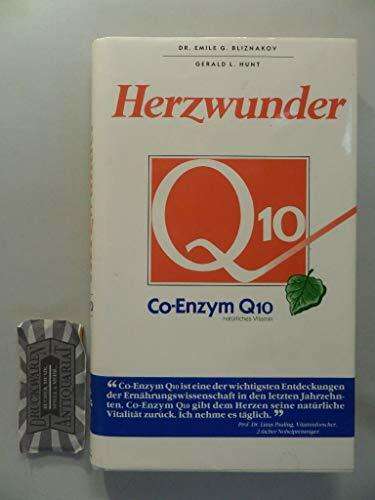 DR. EMILE G. BLIZNAKOV
GERALD L. HUNT
Herzwunder
Q10
Co-Enzym Q10
natürliches Vitamin
“Co-Enzym Q10 ist eine der wichtigsten Entdeckungen
der Ernährungswissenschaft in den letzten Jahrzehn-
ten. Co-Enzym Q10 gibt dem Herzen seine natürliche
Vitalität zurück. ich nehme es täglich.”
Prof. Dr. Linus Pauling, Vitaminforscher,
2-facher Nobelpreisträger
DRUCKWAREN
ANTIQUARIAT